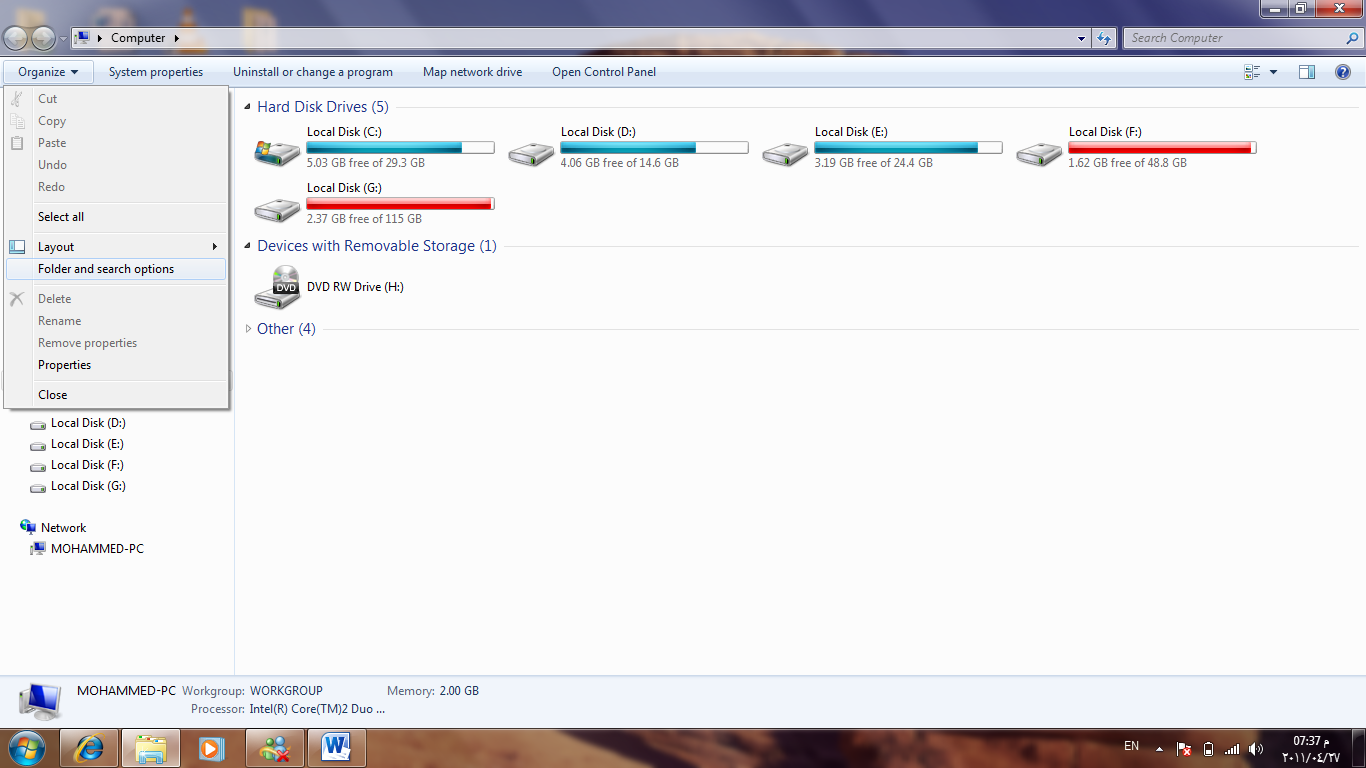 Computer
Search Computer
Organize
System properties
Uninstall or change a program
Map network drive
Open Control Panel
Cut
Copy
Paste
Undo
Redo
Select all
Layout
Folder and search options
Delete
Rename
Remove properties
Properties
Close
Local Disk (D:)
Local Disk (E:)
Local Disk (F:)
Local Disk (G:)
Network
MOHAMMED-PC
Hard Disk Drives (5)
Local Disk (C:)
5.03 GB free of 29.3 GB
Local Disk (D:)
4.06 GB free of 14.6 GB
Local Disk (E:)
3.19 GB free of 24.4 GB
Local Disk (F:)
1.62 GB free of 48.8 GB
Local Disk (G:)
2.37 GB free of 115 GB
Devices with Removable Storage (1)
DVD
DVD RW Drive (H:)
Other (4)
MOHAMMED-PC Workgroup: WORKGROUP Memory: 2.00 GB
Processor: Intel(R) Core(TM)2 Duo ...
W
EN
07:37 م
٢٠١١/٠٤/٢٧